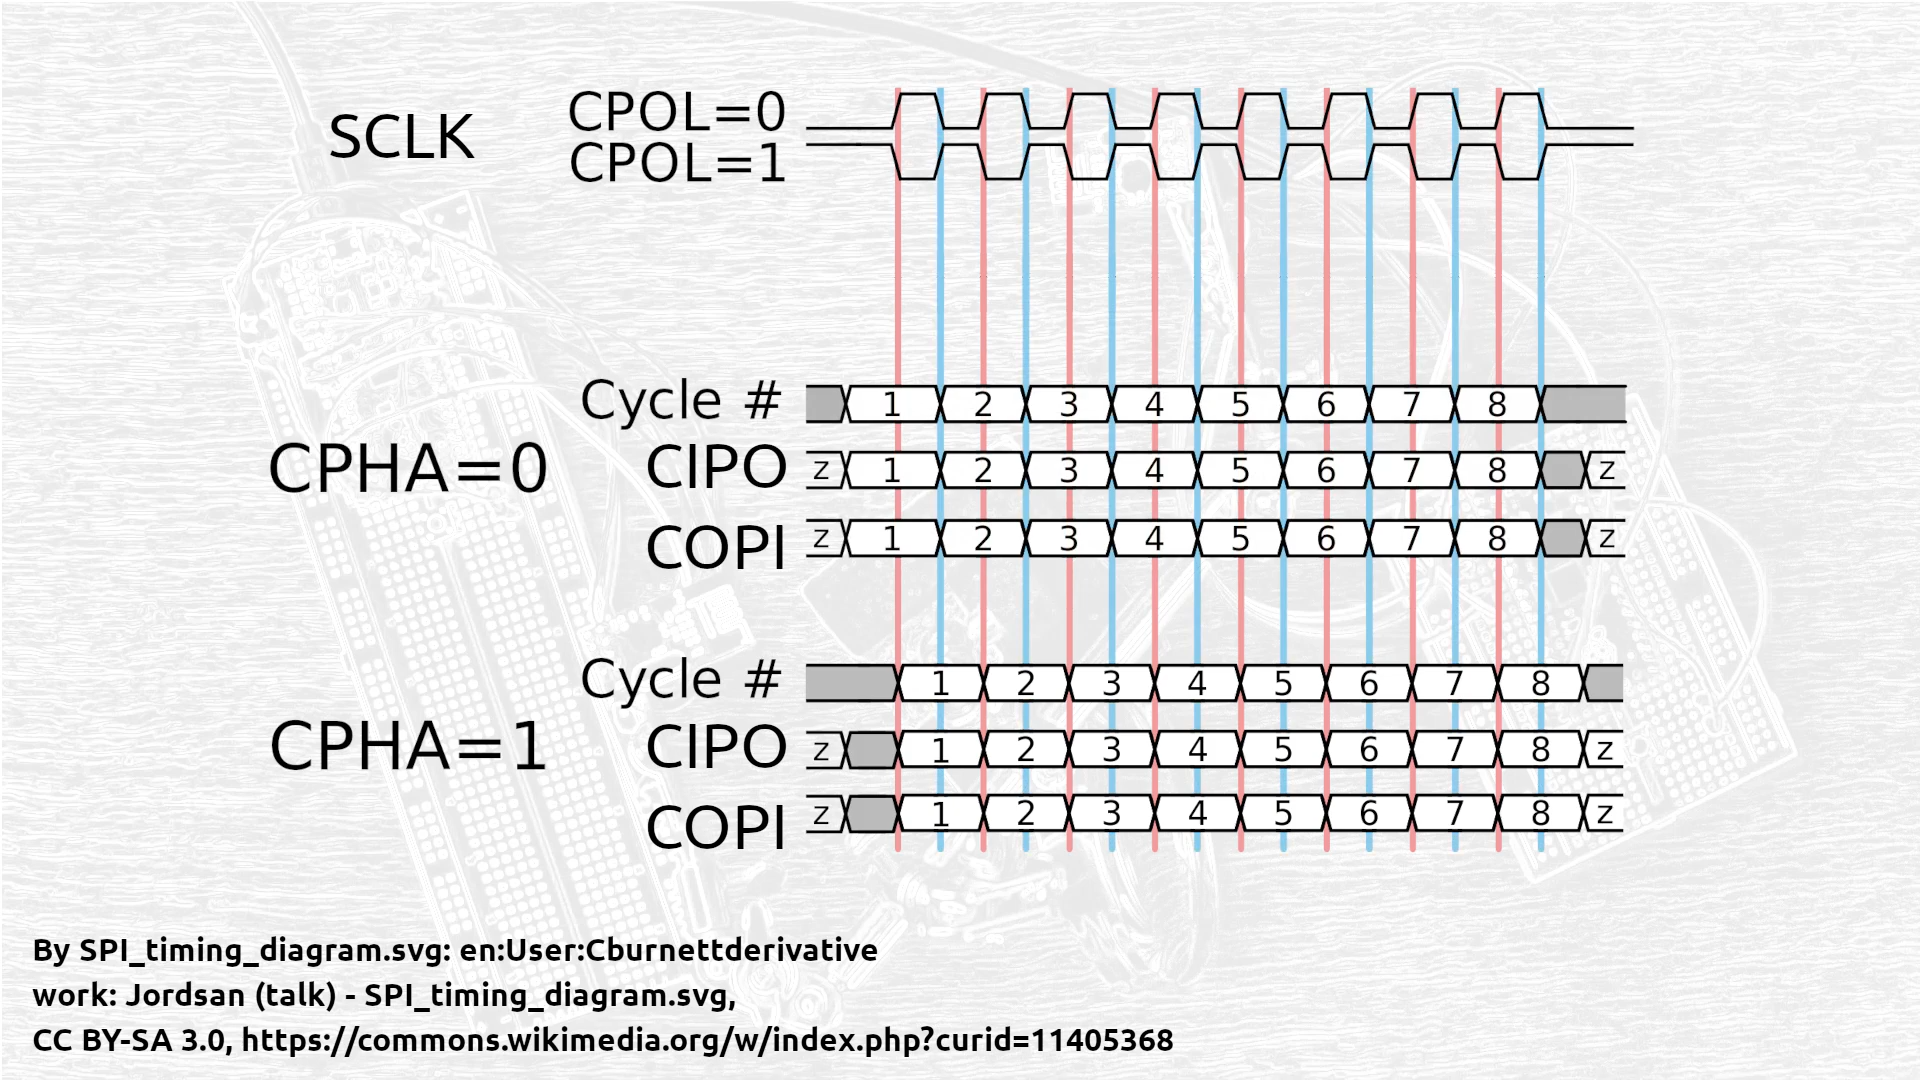 SCLK
CPOL=0
CPOL=1
Cycle # 1 2 3 4 5 6 7 8
CPHA=0
CIPO z 1 2 3 4 5 6 7 8 z
COPI z 1 2 3 4 5 6 7 8 z
Cycle # 1 2 3 4 5 6 7 8
CPHA=1
CIPO z 1 2 3 4 5 6 7 8 z
COPI z 1 2 3 4 5 6 7 8 z
By SPI_timing_diagram.svg: en:User:Cburnettderivative
work: Jordsan (talk) - SPI_timing_diagram.svg,
CC BY-SA 3.0, https://commons.wikimedia.org/w/index.php?curid=11405368